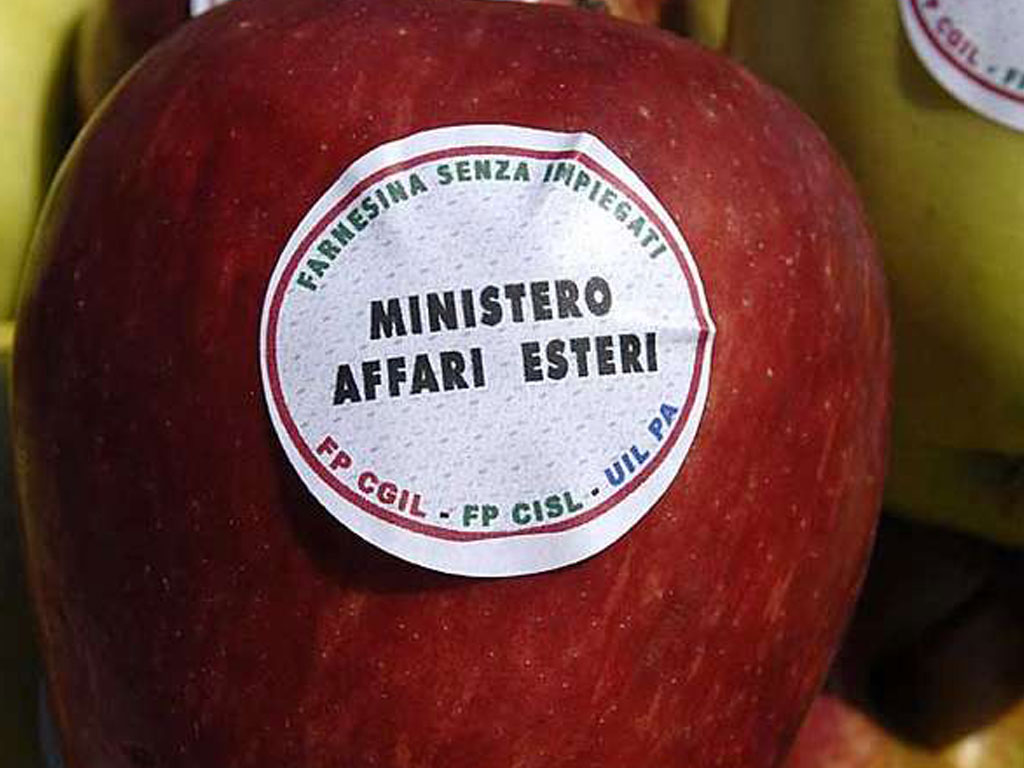 FARNESINA SENZA IMPIEGATI
MINISTERO
AFFARI ESTERI
FP CGIL - FP CISL - UIL PA
P CGIL - FP